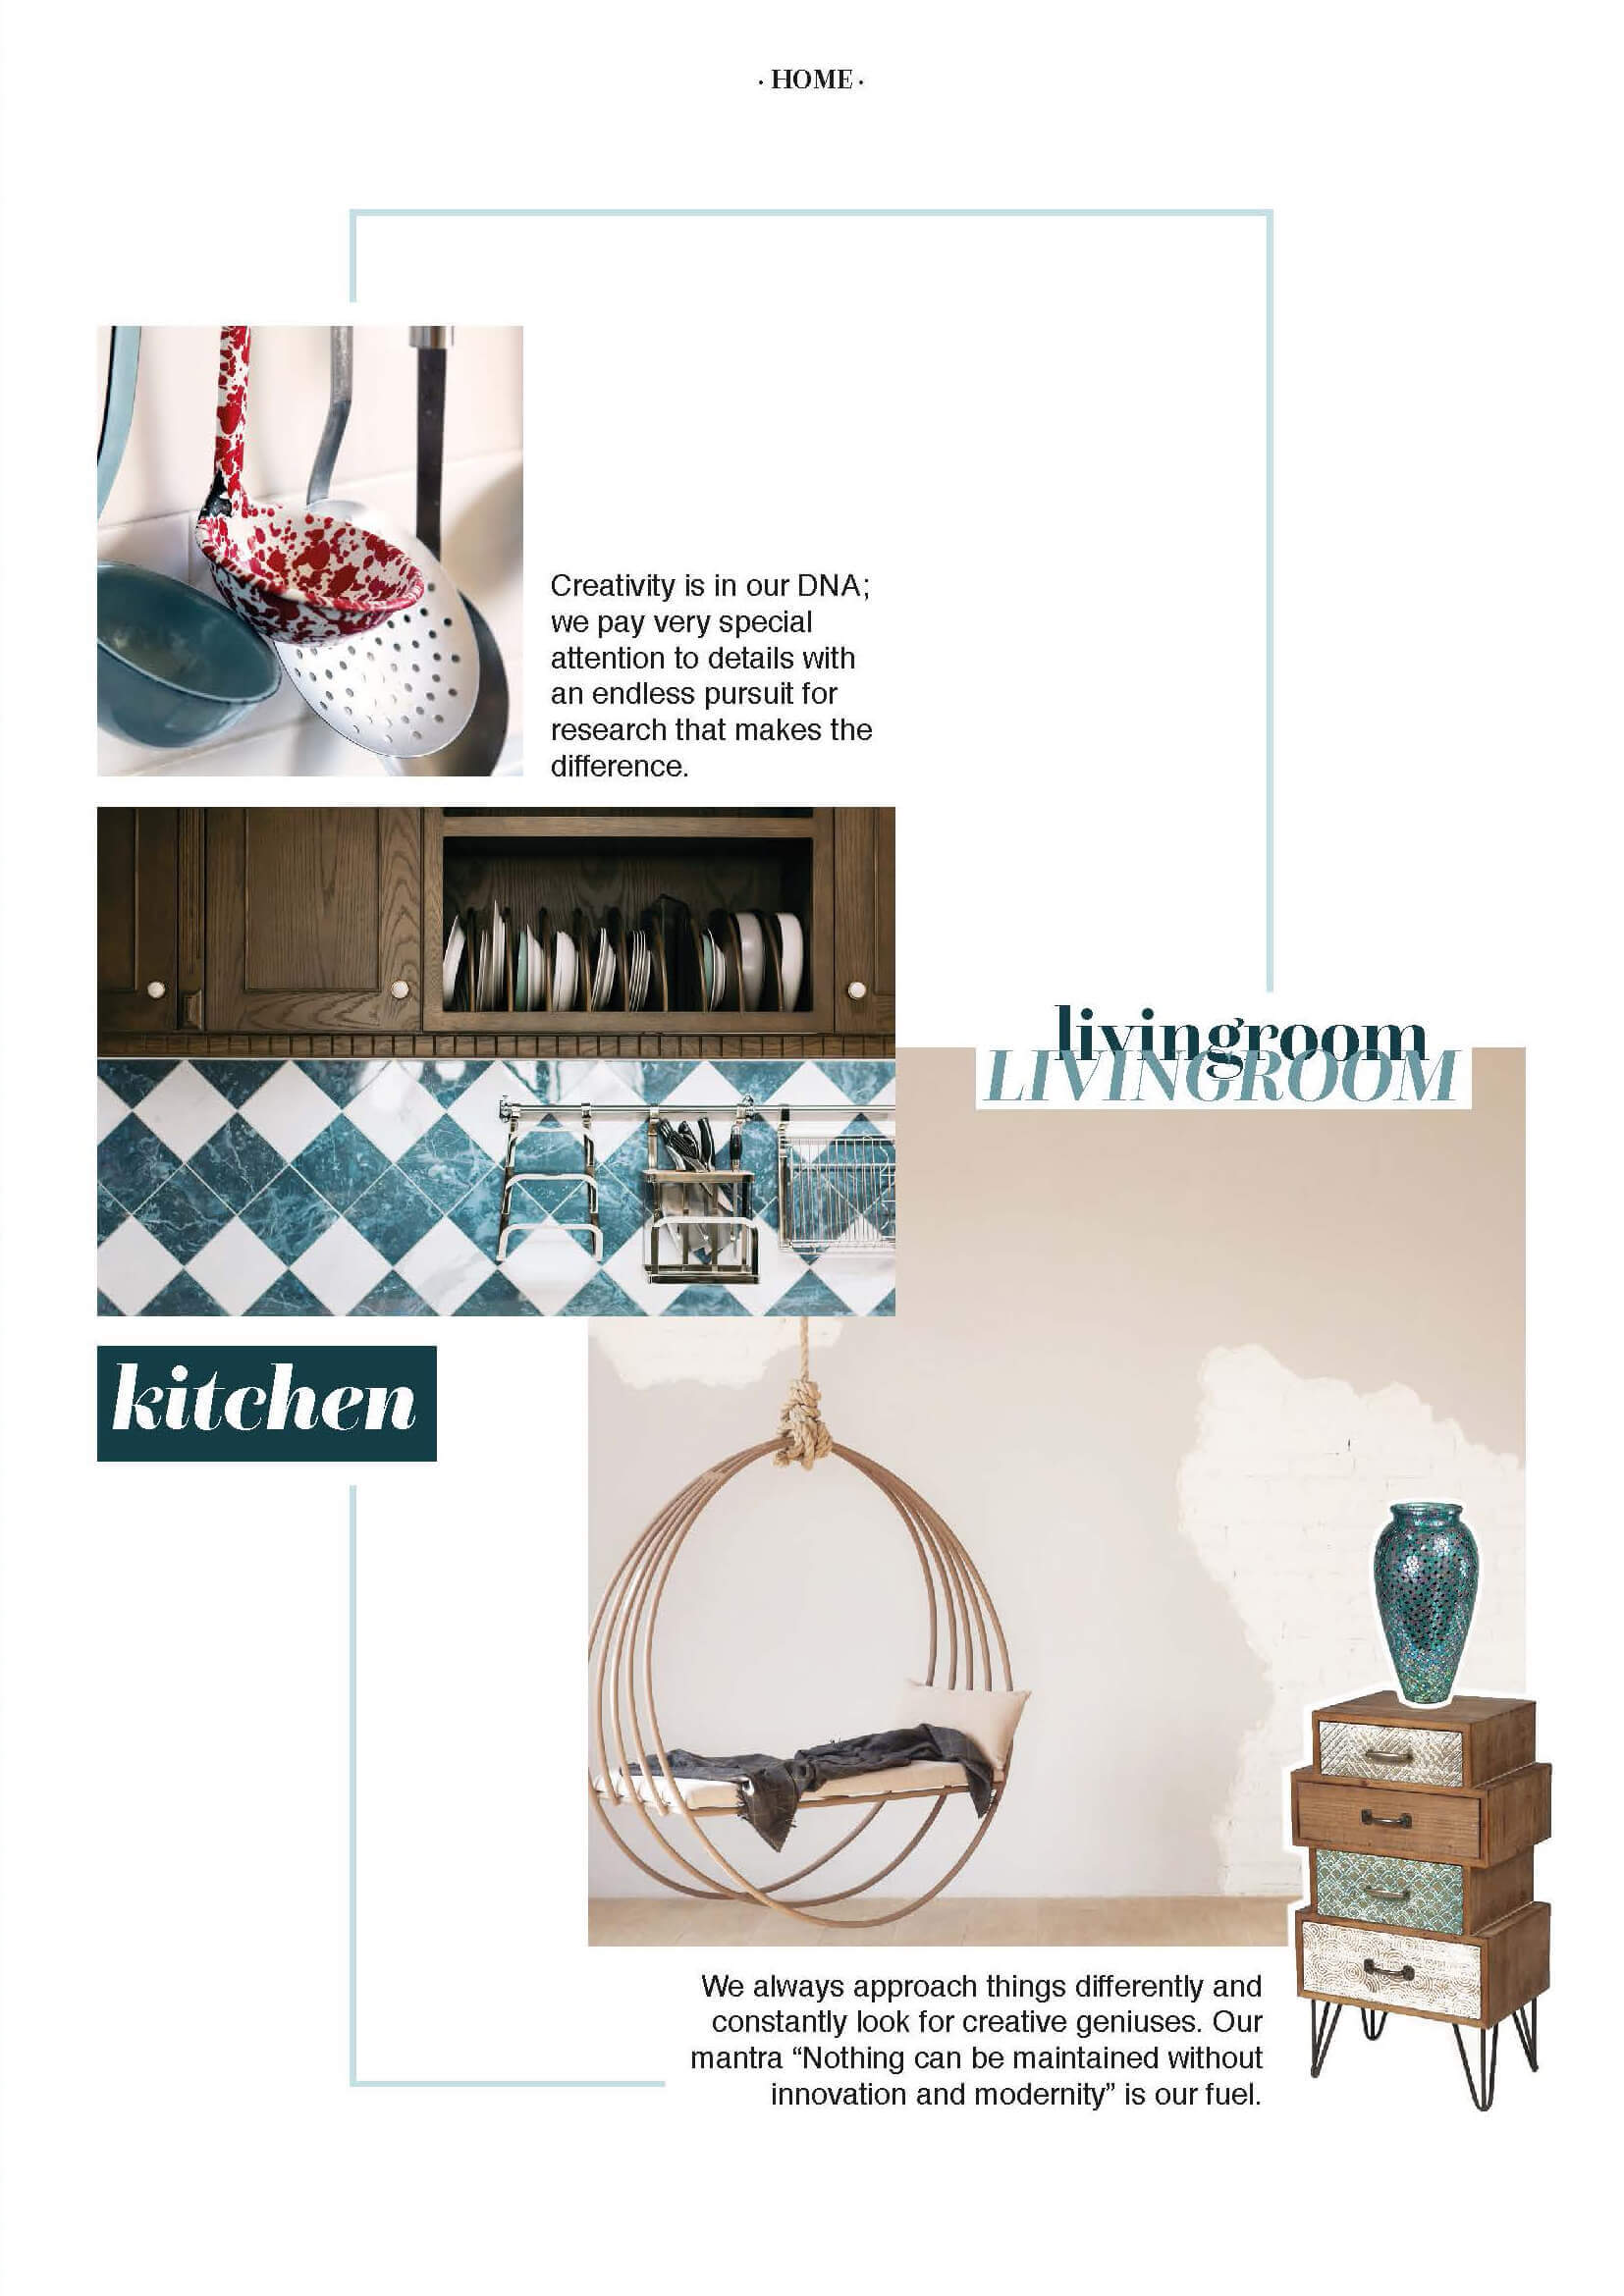 · HOME ·
Creativity is in our DNA;
we pay very special
attention to details with
an endless pursuit for
research that makes the
difference.
livingroom
LIVINGROOM
kitchen
We always approach things differently and
constantly look for creative geniuses. Our
mantra “Nothing can be maintained without
innovation and modernity” is our fuel.